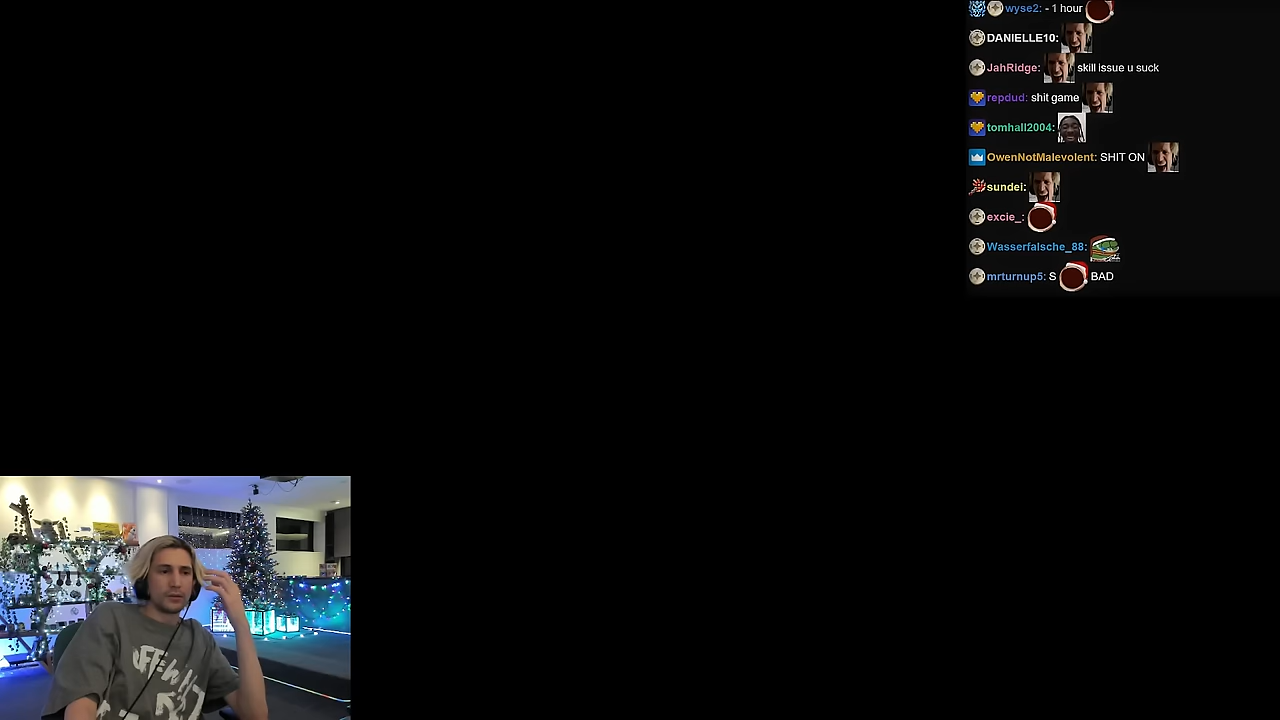 wyse2: - 1 hour
DANIELLE10:
JahRidge: skill issue u suck
repdud: shit game
tomhall2004:
OwenNotMalevolent: SHIT ON
sundei:
excie_:
Wasserfalsche_88:
mrturnup5: S BAD